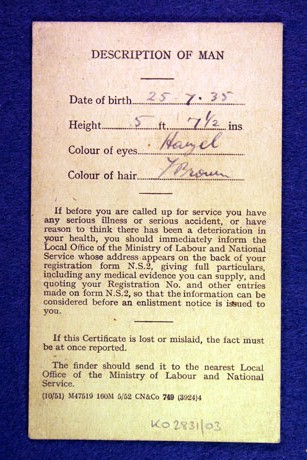 DESCRIPTION OF MAN
Date of birth 25 . 7 . 35
Height 5 ft. 7½ ins
Colour of eyes Hazel
Colour of hair Brown
If before you are called up for service you have
any serious illness or serious accident, or have
reason to think there has been a deterioration in
your health, you should immediately inform the
Local Office of the Ministry of Labour and National
Service whose address appears on the back of your
registration form N.S.2, giving full particulars,
including any medical evidence you can supply, and
quoting your Registration No. and other entries
made on form N.S.2, so that the information can be
considered before an enlistment notice is issued to
you.
If this Certificate is lost or mislaid, the fact must
be at once reported.
The finder should send it to the nearest Local
Office of the Ministry of Labour and National
Service.
(10/51) M47519 160M 5/52 CN&Co 749 (3924)4
KO 2831/03